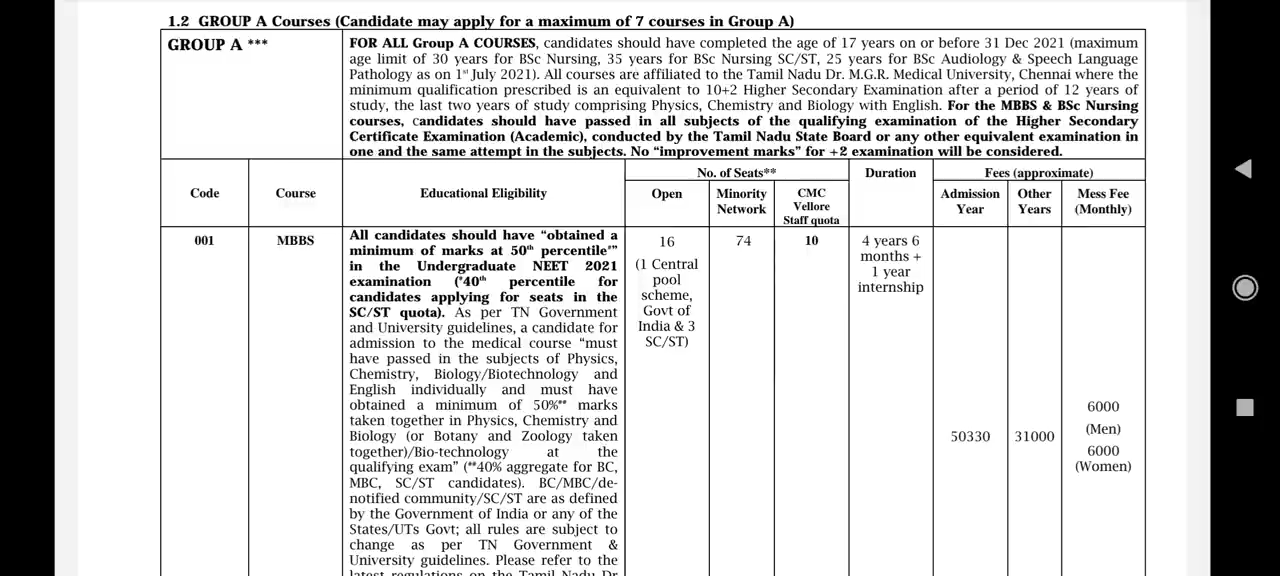 1.2 GROUP A Courses (Candidate may apply for a maximum of 7 courses in Group A)
GROUP A ***
FOR ALL Group A COURSES, candidates should have completed the age of 17 years on or before 31 Dec 2021 (maximum
age limit of 30 years for BSc Nursing, 35 years for BSc Nursing SC/ST, 25 years for BSc Audiology & Speech Language
Pathology as on 1st July 2021). All courses are affiliated to the Tamil Nadu Dr. M.G.R. Medical University, Chennai where the
minimum qualification prescribed is an equivalent to 10+2 Higher Secondary Examination after a period of 12 years of
study, the last two years of study comprising Physics, Chemistry and Biology with English. For the MBBS & BSc Nursing
courses, candidates should have passed in all subjects of the qualifying examination of the Higher Secondary
Certificate Examination (Academic), conducted by the Tamil Nadu State Board or any other equivalent examination in
one and the same attempt in the subjects. No “improvement marks” for +2 examination will be considered.
Code
Course
Educational Eligibility
No. of Seats**
Open
Minority
Network
CMC
Vellore
Staff quota
Duration
Fees (approximate)
Admission
Year
Other
Years
Mess Fee
(Monthly)
001
MBBS
All candidates should have “obtained a
minimum of marks at 50th percentile#”
in the Undergraduate NEET 2021
examination (#40th percentile for
candidates applying for seats in the
SC/ST quota). As per TN Government
and University guidelines, a candidate for
admission to the medical course “must
have passed in the subjects of Physics,
Chemistry, Biology/Biotechnology and
English individually and must have
obtained a minimum of 50%## marks
taken together in Physics, Chemistry and
Biology (or Botany and Zoology taken
together)/Bio-technology at the
qualifying exam” (##40% aggregate for BC,
MBC, SC/ST candidates). BC/MBC/de-
notified community/SC/ST are as defined
by the Government of India or any of the
States/UTs Govt; all rules are subject to
change as per TN Government &
University guidelines. Please refer to the
latest regulations on the Tamil Nadu Dr
16
(1 Central
pool
scheme,
Govt of
India & 3
SC/ST)
74
10
4 years 6
months +
1 year
internship
50330
31000
6000
(Men)
6000
(Women)